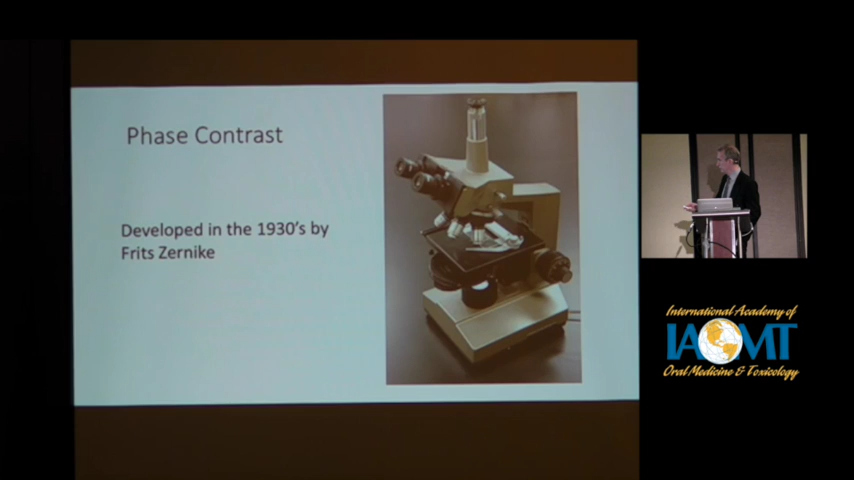 Phase Contrast
Developed in the 1930's by
Frits Zernike
International Academy of
IAOMT
Oral Medicine & Toxicology